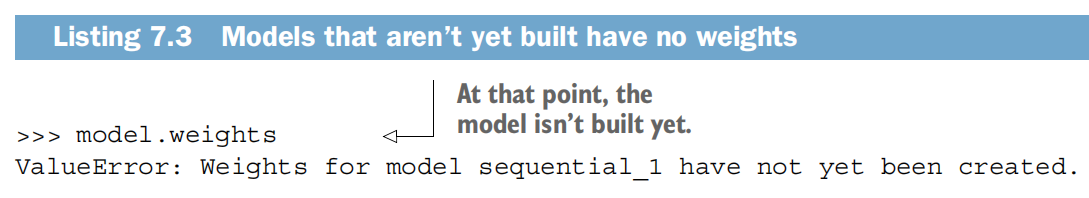 Listing 7.3 Models that aren't yet built have no weights
At that point, the
model isn't built yet.
>>> model.weights
ValueError: Weights for model sequential_1 have not yet been created.